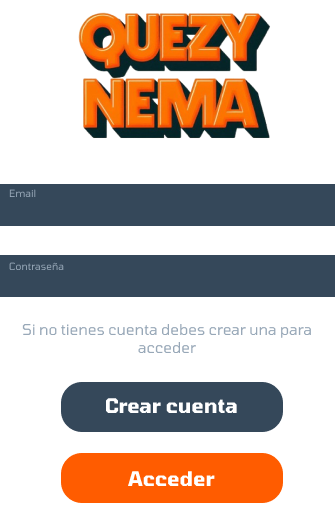 QUEZY
NEMA
Email
Contraseña
Si no tienes cuenta debes crear una para
acceder
Crear cuenta
Acceder